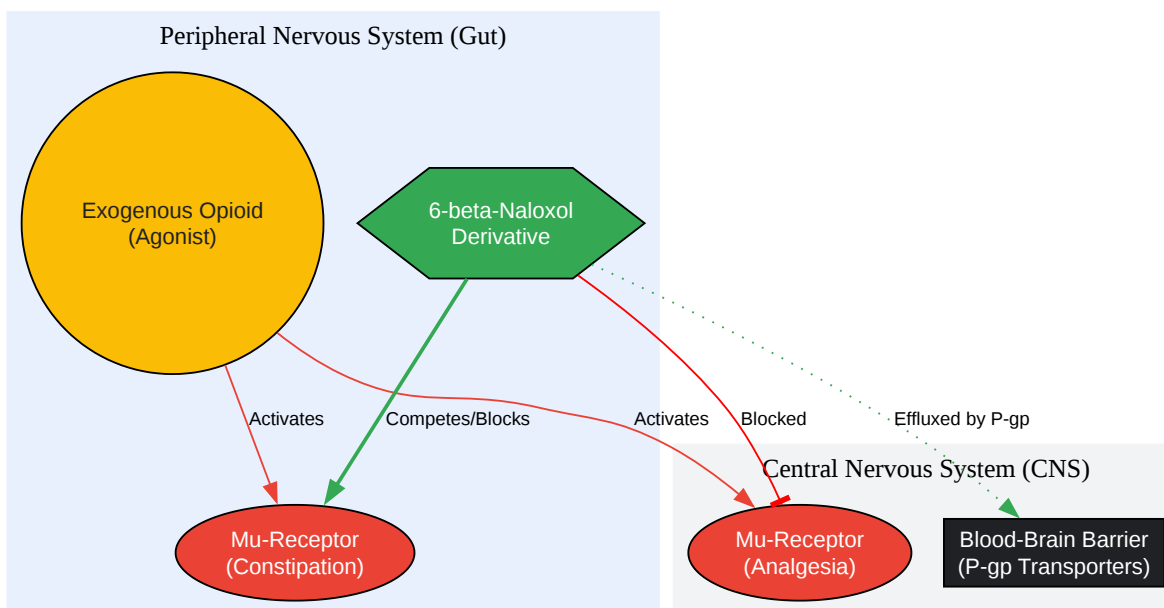 Peripheral Nervous System (Gut)
Exogenous Opioid
(Agonist)
6-beta-Naloxol
Derivative
Activates
Competes/Blocks
Activates
Blocked
Effluxed by P-gp
Central Nervous System (CNS)
Mu-Receptor
(Constipation)
Mu-Receptor
(Analgesia)
Blood-Brain Barrier
(P-gp Transporters)